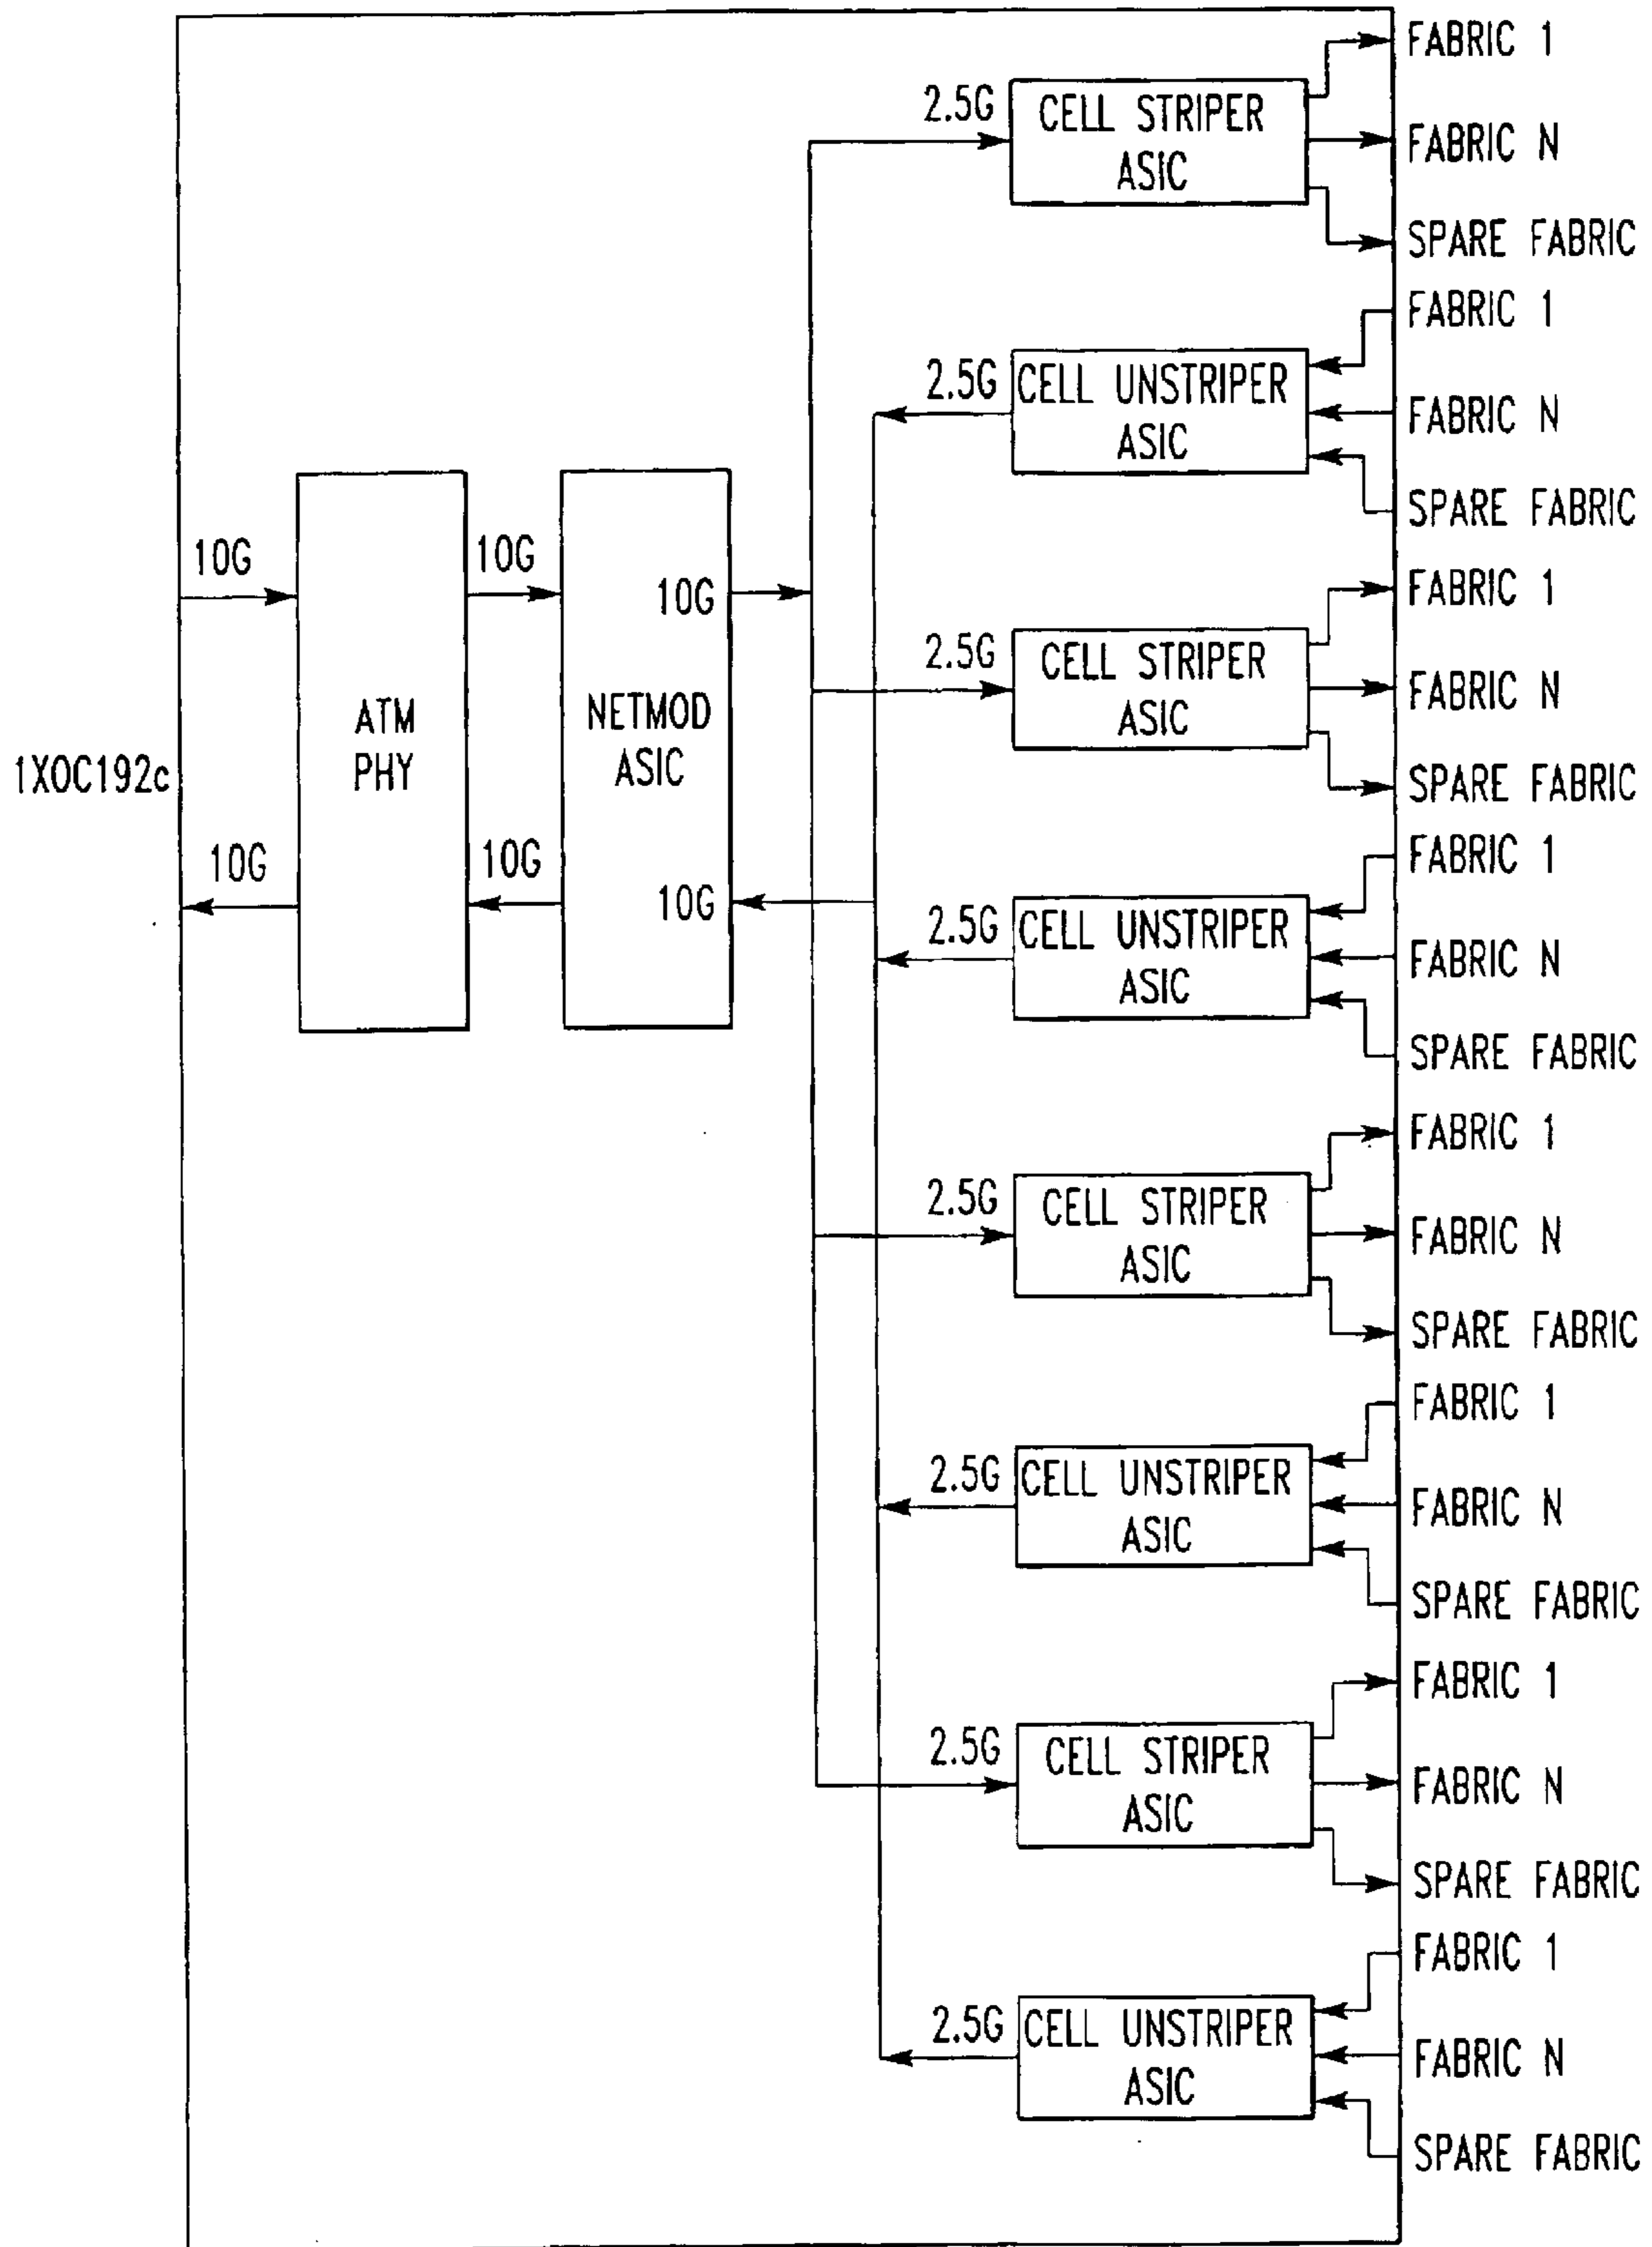 FABRIC 1
2.5G
CELL STRIPER
ASIC
FABRIC N
SPARE FABRIC
FABRIC 1
2.5G
CELL UNSTRIPER
ASIC
FABRIC N
SPARE FABRIC
10G
10G
10G
FABRIC 1
2.5G
CELL STRIPER
ASIC
FABRIC N
ATM
PHY
NETMOD
ASIC
1XOC192c
SPARE FABRIC
10G
10G
10G
FABRIC 1
2.5G
CELL UNSTRIPER
ASIC
FABRIC N
SPARE FABRIC
FABRIC 1
2.5G
CELL STRIPER
ASIC
FABRIC N
SPARE FABRIC
FABRIC 1
2.5G
CELL UNSTRIPER
ASIC
FABRIC N
SPARE FABRIC
FABRIC 1
2.5G
CELL STRIPER
ASIC
FABRIC N
SPARE FABRIC
FABRIC 1
2.5G
CELL UNSTRIPER
ASIC
FABRIC N
SPARE FABRIC